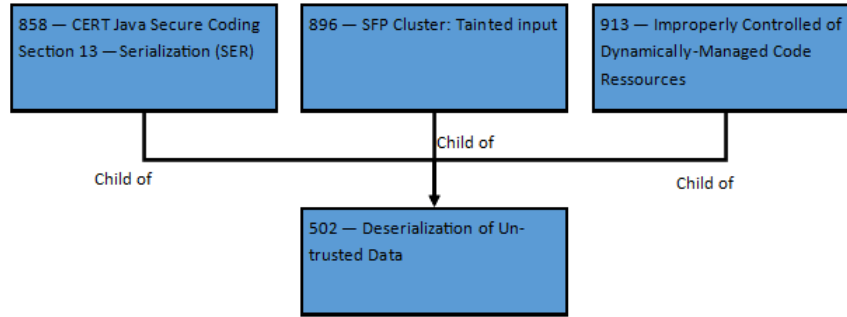 858 — CERT Java Secure Coding
Section 13 — Serialization (SER)
896 — SFP Cluster: Tainted input
913 — Improperly Controlled of
Dynamically-Managed Code
Ressources
Child of
Child of
Child of
502 — Deserialization of Un-
trusted Data